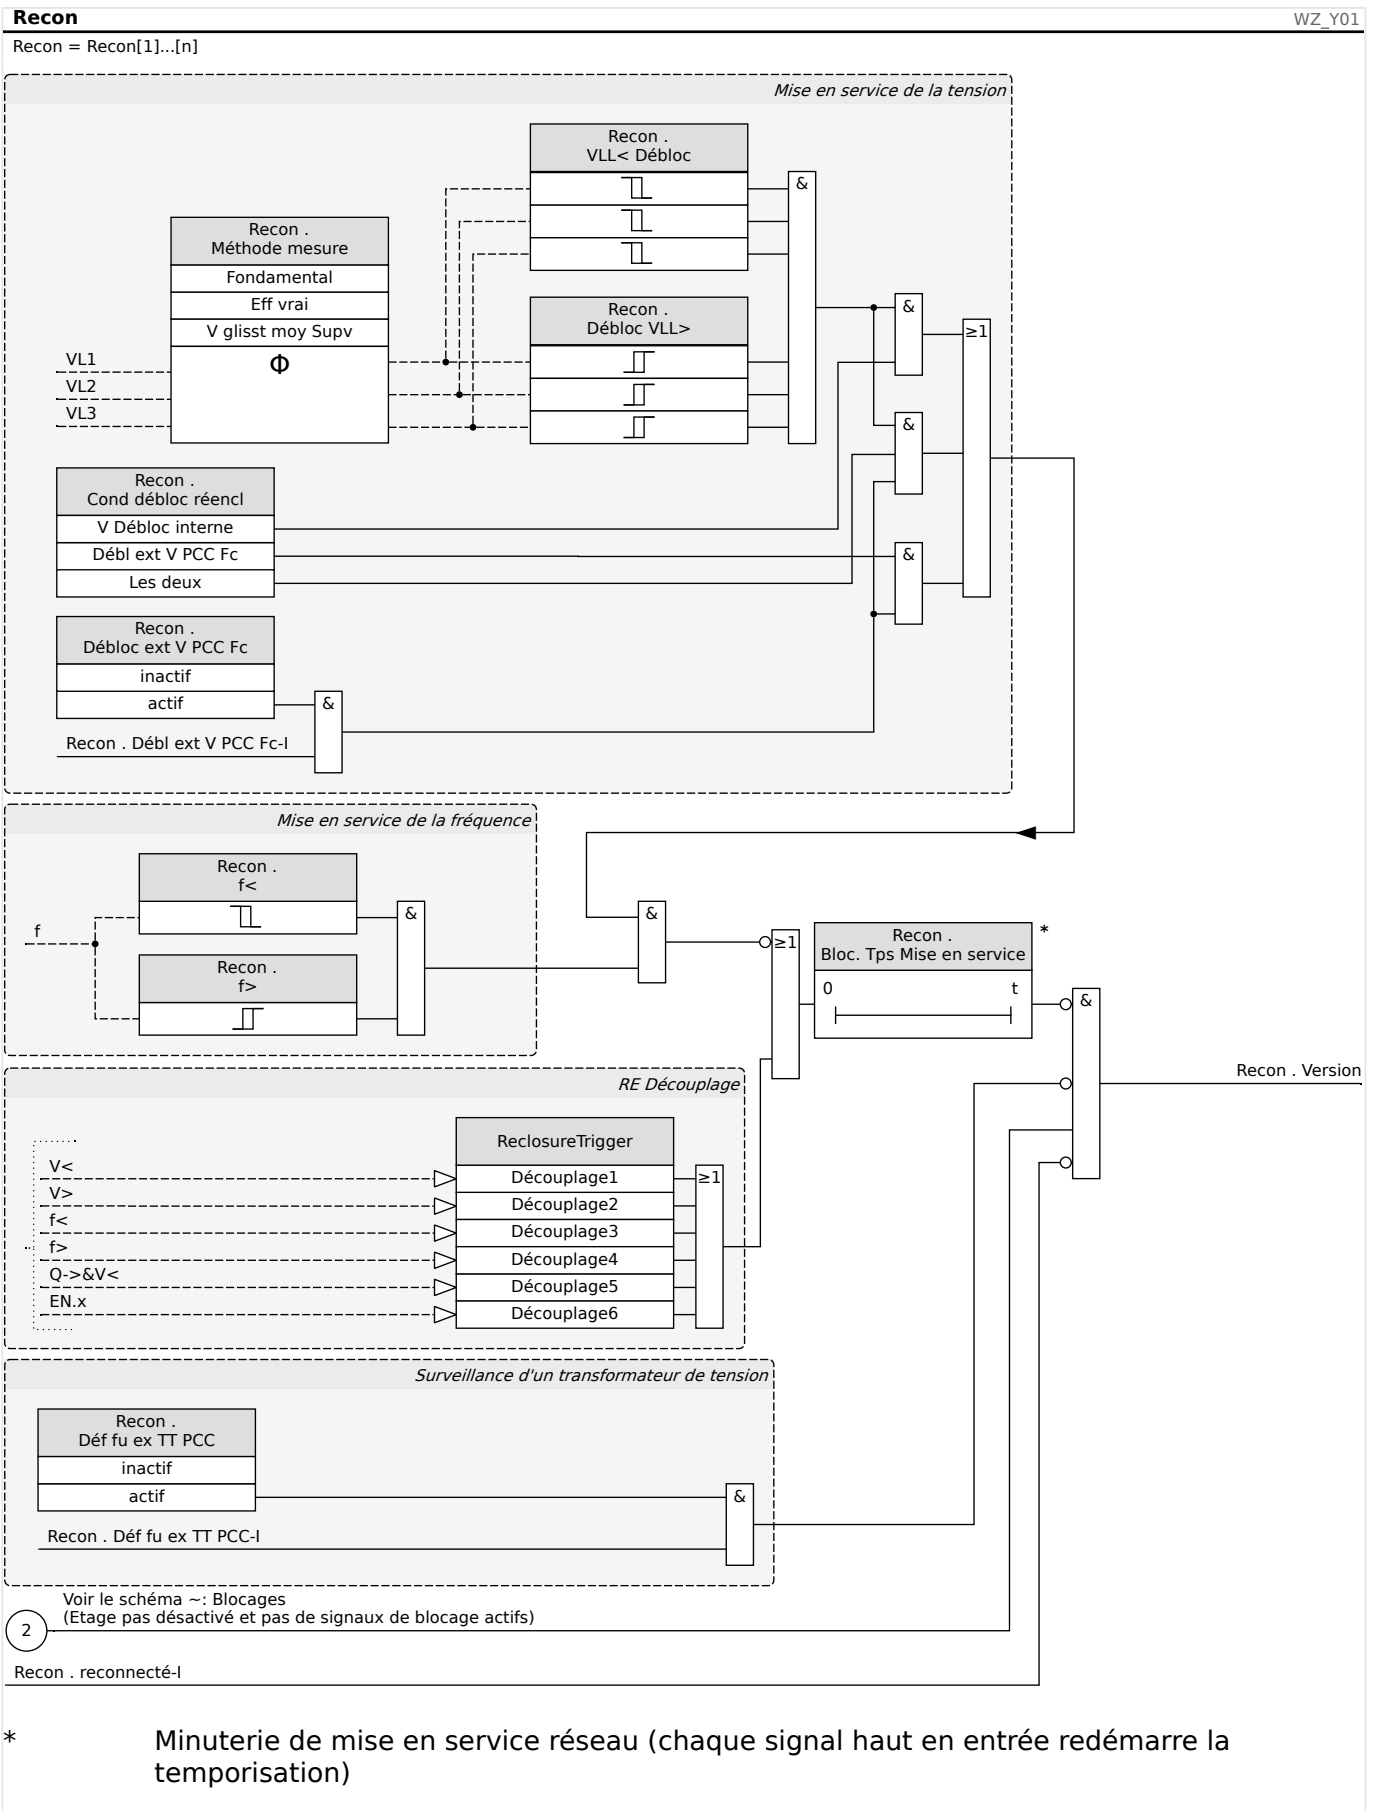 Recon
WZ_Y01
Recon = Recon[1]...[n]
Mise en service de la tension
Recon .
VLL< Débloc
&
Recon .
Méthode mesure
Fondamental
Eff vrai
V glisst moy Supv
Φ
VL1
VL2
VL3
Recon .
Débloc VLL>
&
≥1
&
Recon .
Cond débloc réencl
V Débloc interne
Débl ext V PCC Fc
Les deux
&
Recon .
Débloc ext V PCC Fc
inactif
actif
&
Recon . Débl ext V PCC Fc-I
Mise en service de la fréquence
Recon .
f<
f
&
Recon .
f>
&
≥1
Recon .
Bloc. Tps Mise en service
*
0 t
&
Recon . Version
RE Découplage
ReclosureTrigger
V<
Découplage1
≥1
V>
Découplage2
f<
Découplage3
f>
Découplage4
Q->&V<
Découplage5
EN.x
Découplage6
Surveillance d'un transformateur de tension
Recon .
Déf fu ex TT PCC
inactif
actif
&
Recon . Déf fu ex TT PCC-I
Voir le schéma ~: Blocages
(Etage pas désactivé et pas de signaux de blocage actifs)
2
Recon . reconnecté-I
* Minuterie de mise en service réseau (chaque signal haut en entrée redémarre la
temporisation)